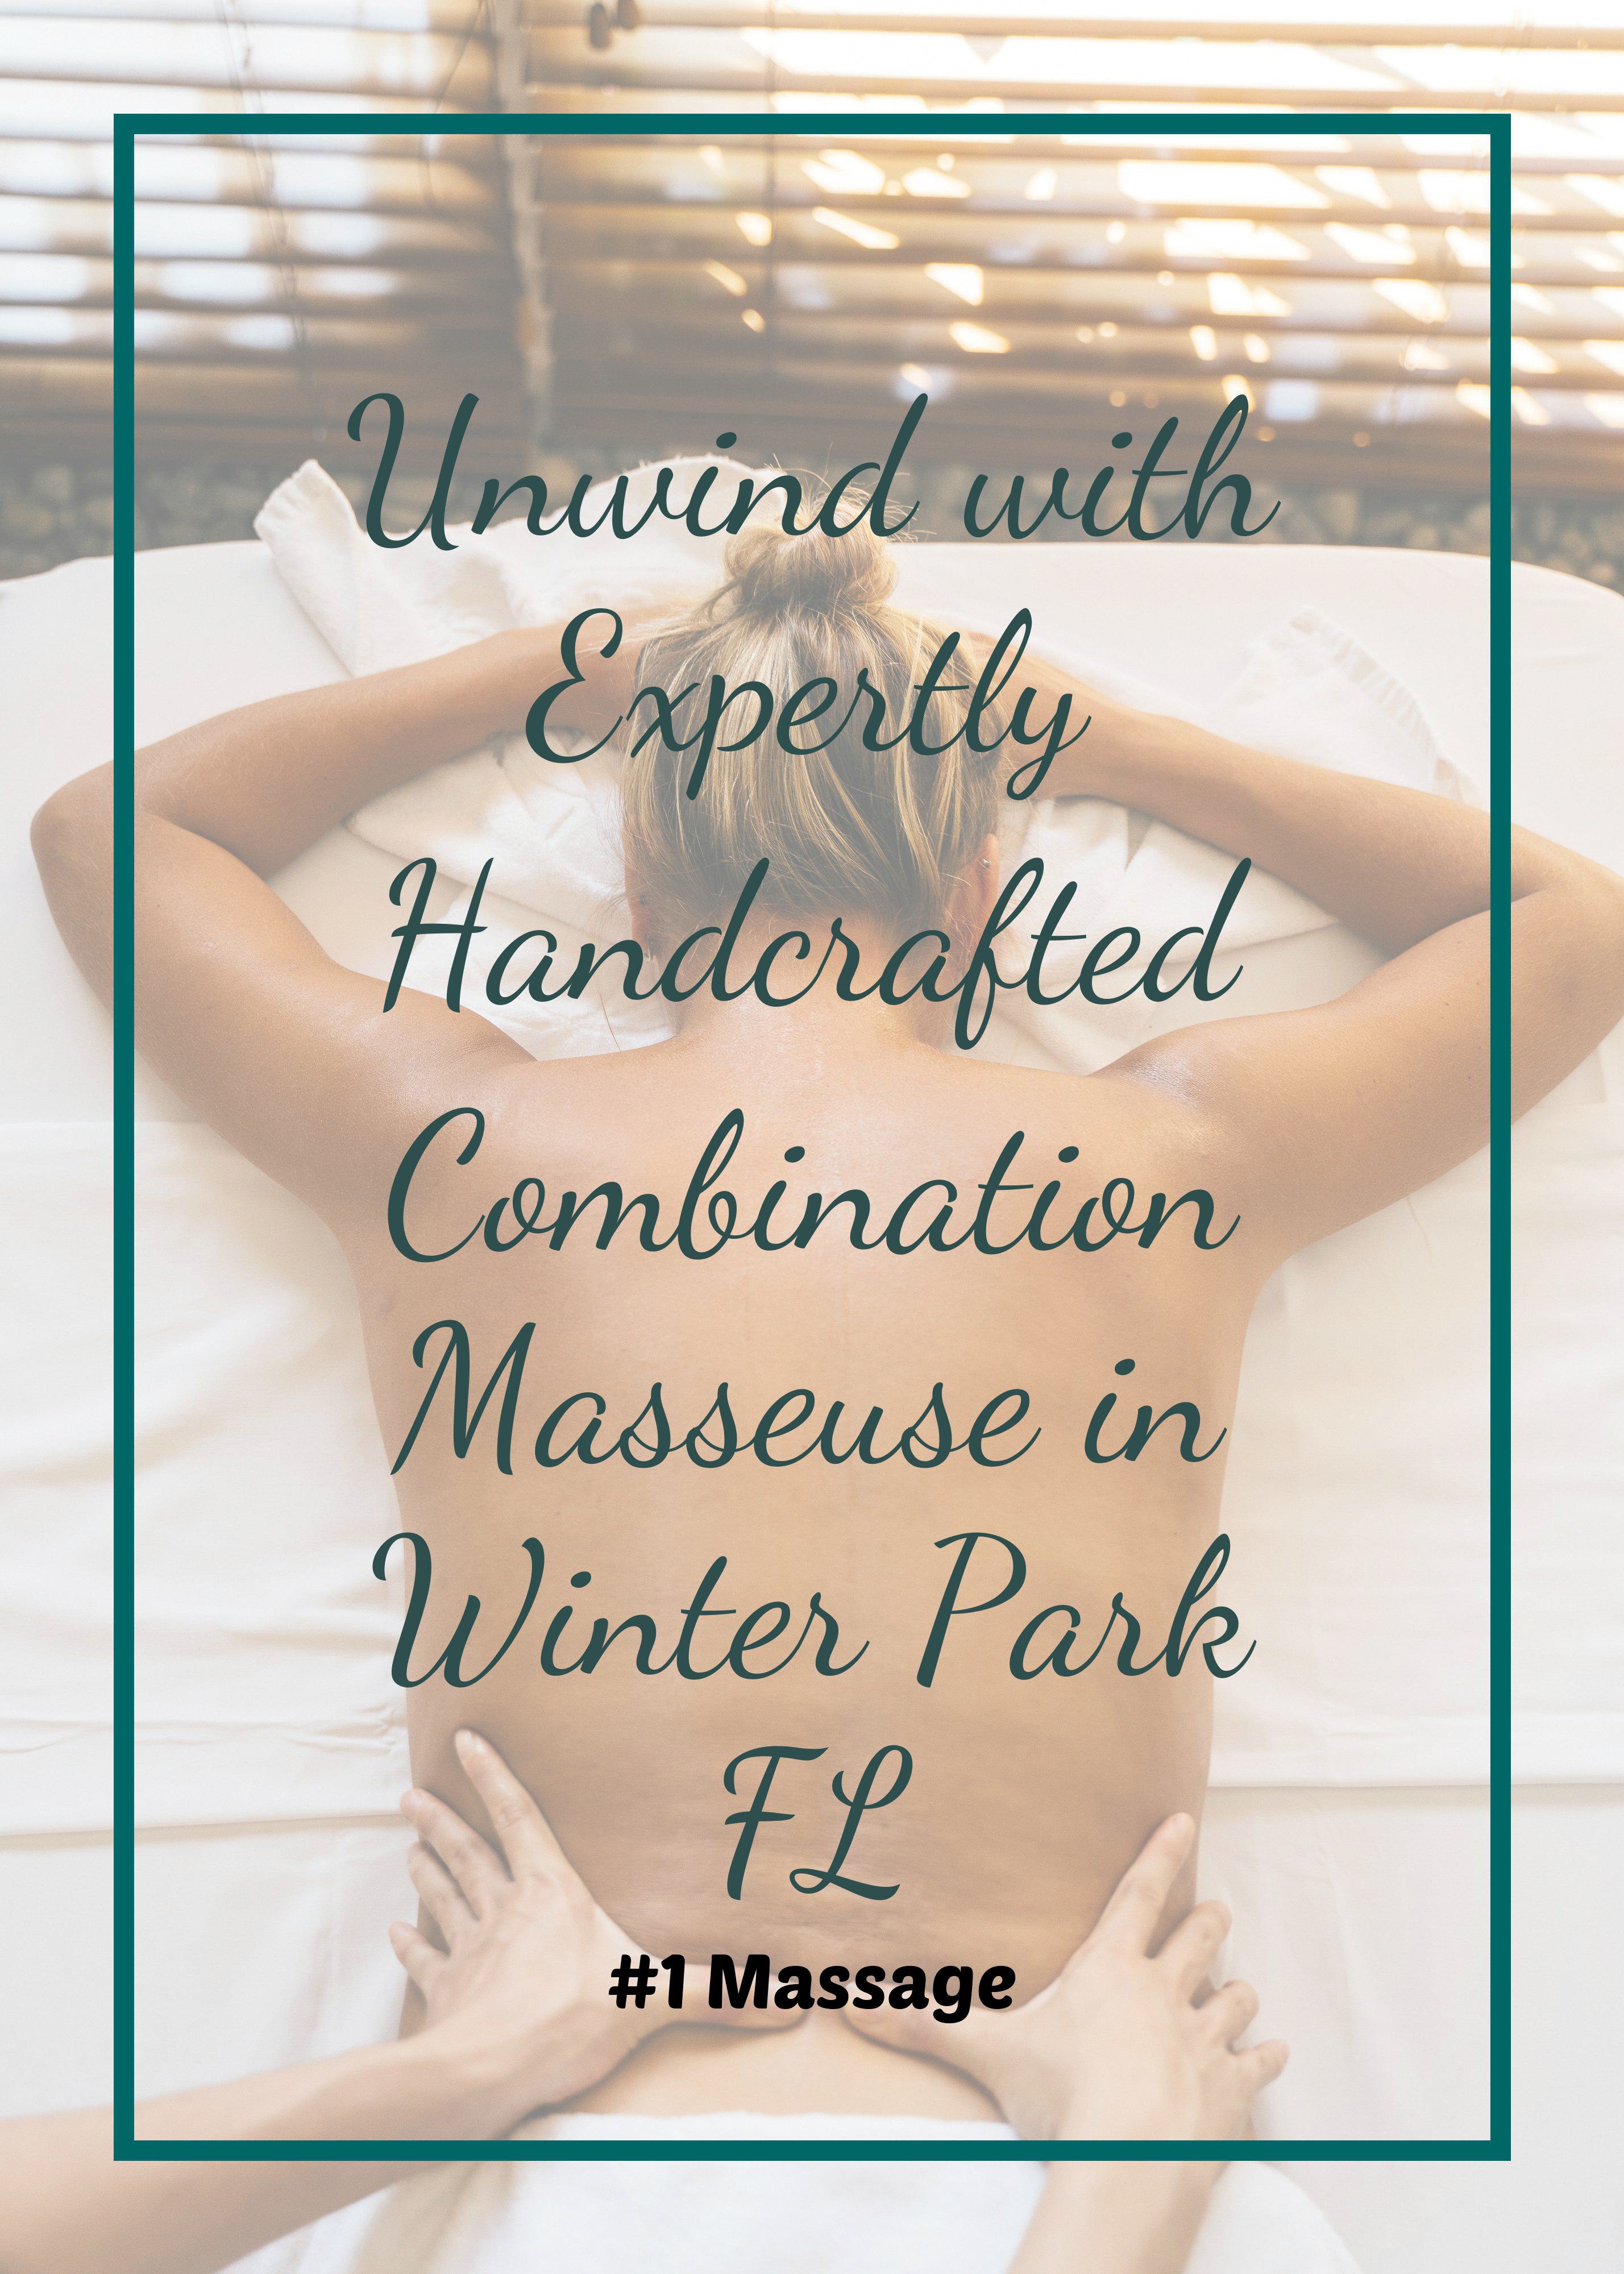 Unwind with
Expertly
Handcrafted
Combination
Masseuse in
Winter Park
FL
#1 Massage